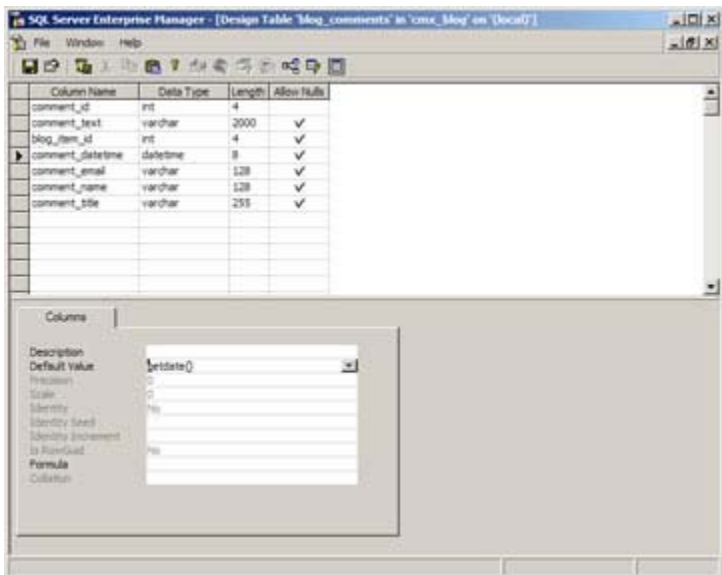 SQL Server Enterprise Manager - [Design Table 'blog_comments' in 'cmx_blog' on '(local)']
File Window Help
Column Name Data Type Length Allow Nulls
comment_id int 4
comment_text varchar 2000
blog_item_id int 4
comment_datetime datetime 8
comment_email varchar 128
comment_name varchar 128
comment_title varchar 255
Columns
Description
Default Value getdate()
Precision 0
Scale 0
Identity No
Identity Seed
Identity Increment
Is RowGuid No
Formula
Collation